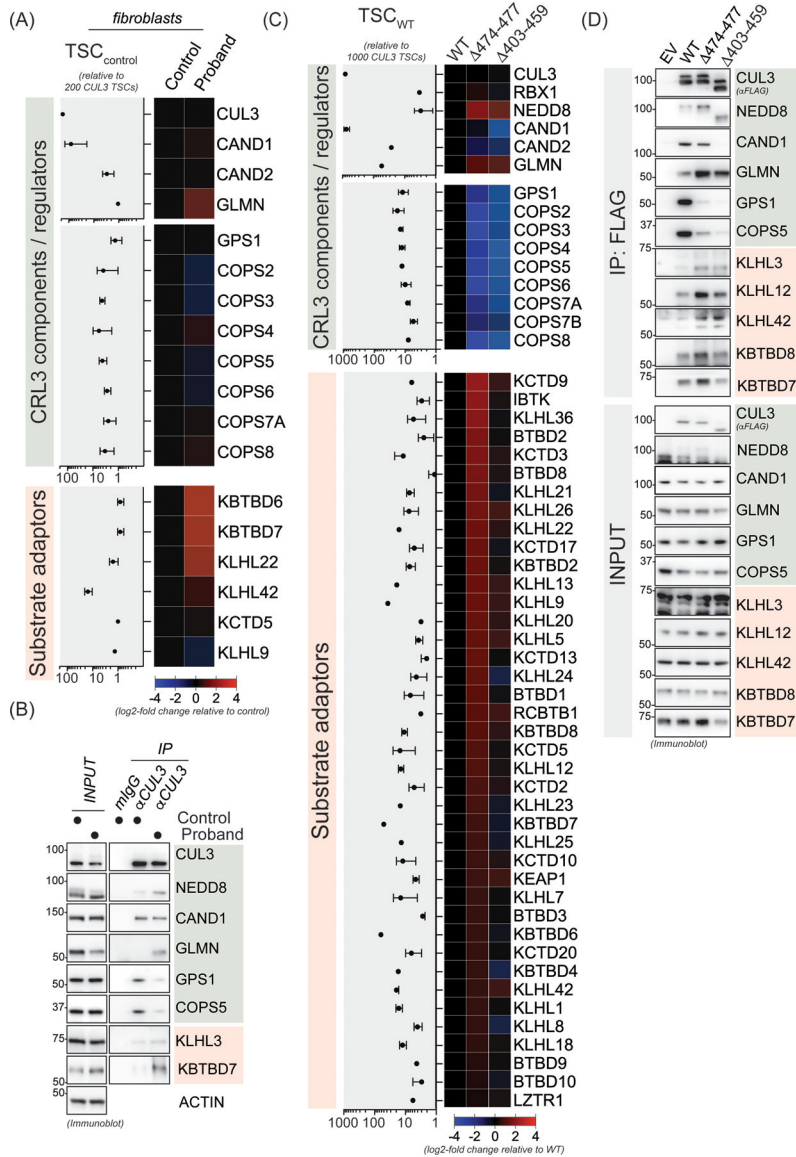 (A)
fibroblasts
TSCcontrol
(relative to
200 CUL3 TSCs)
Control
Proband
CRL3 components / regulators
CUL3
CAND1
CAND2
GLMN
GPS1
COPS2
COPS3
COPS4
COPS5
COPS6
COPS7A
COPS8
Substrate adaptors
KBTBD6
KBTBD7
KLHL22
KLHL42
KCTD5
KLHL9
100 10 1
-4 -2 0 2 4
(log2-fold change relative to control)
(B)
INPUT
IP
mIgG
αCUL3
αCUL3
Control
Proband
100
CUL3
100
NEDD8
150
CAND1
50
GLMN
50
GPS1
37
COPS5
75
KLHL3
50
KBTBD7
50
ACTIN
(Immunoblot)
(C)
TSCWT
(relative to
1000 CUL3 TSCs)
WT
Δ474-477
Δ403-459
CRL3 components / regulators
CUL3
RBX1
NEDD8
CAND1
CAND2
GLMN
GPS1
COPS2
COPS3
COPS4
COPS5
COPS6
COPS7A
COPS7B
COPS8
1000 100 10 1
Substrate adaptors
KCTD9
IBTK
KLHL36
BTBD2
KCTD3
BTBD8
KLHL21
KLHL26
KLHL22
KCTD17
KBTBD2
KLHL13
KLHL9
KLHL20
KLHL5
KCTD13
KLHL24
BTBD1
RCBTB1
KBTBD8
KCTD5
KLHL12
KCTD2
KLHL23
KBTBD7
KLHL25
KCTD10
KEAP1
KLHL7
BTBD3
KBTBD6
KCTD20
KBTBD4
KLHL42
KLHL1
KLHL8
KLHL18
BTBD9
BTBD10
LZTR1
1000 100 10 1
-4 -2 0 2 4
(log2-fold change relative to WT)
(D)
EV
WT
Δ474-477
Δ403-459
IP: FLAG
100
CUL3
(αFLAG)
100
NEDD8
100
CAND1
50
GLMN
50
GPS1
37
COPS5
75
KLHL3
50
KLHL12
50
KLHL42
50
KBTBD8
75
KBTBD7
INPUT
100
CUL3
(αFLAG)
100
NEDD8
100
CAND1
50
GLMN
50
GPS1
37
COPS5
75
KLHL3
50
KLHL12
50
KLHL42
50
KBTBD8
75
KBTBD7
(Immunoblot)